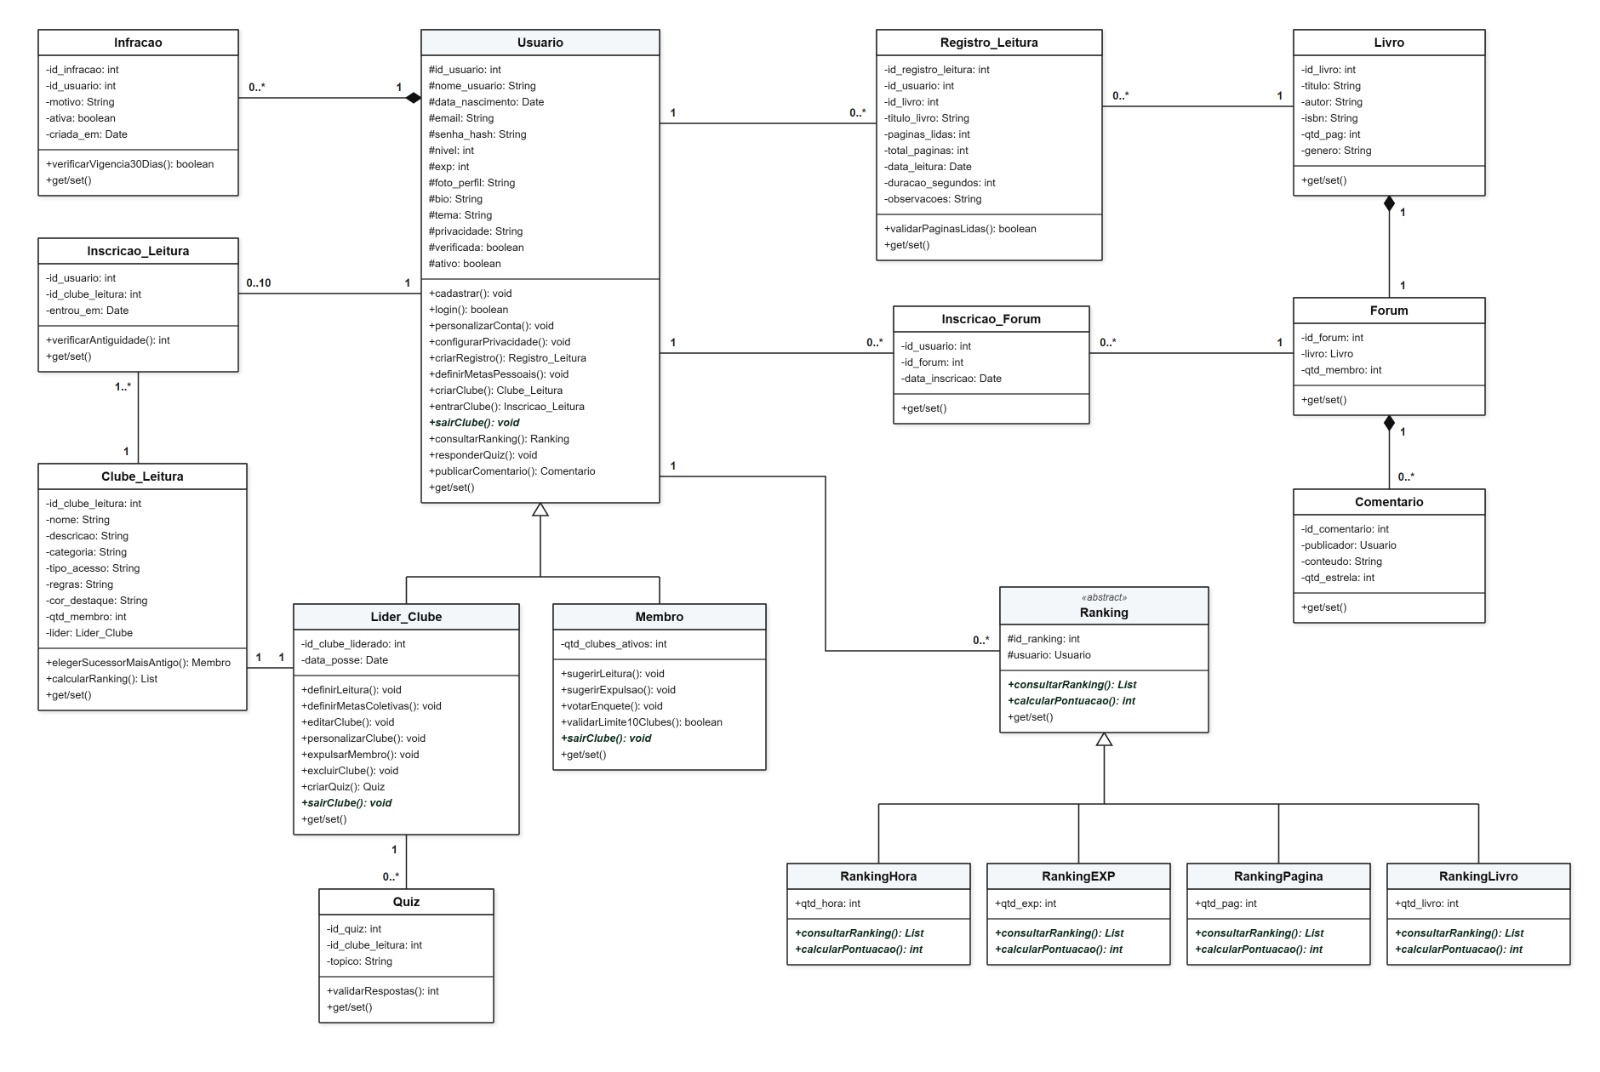 Infracao
-id_infracao: int
-id_usuario: int
-motivo: String
-ativa: boolean
-criada_em: Date
+verificarVigencia30Dias(): boolean
+get/set()
0..*
1
Usuario
#id_usuario: int
#nome_usuario: String
#data_nascimento: Date
#email: String
#senha_hash: String
#nivel: int
#exp: int
#foto_perfil: String
#bio: String
#tema: String
#privacidade: String
#verificada: boolean
#ativo: boolean
+cadastrar(): void
+login(): boolean
+personalizarConta(): void
+configurarPrivacidade(): void
+criarRegistro(): Registro_Leitura
+definirMetasPessoais(): void
+criarClube(): Clube_Leitura
+entrarClube(): Inscricao_Leitura
+sairClube(): void
+consultarRanking(): Ranking
+responderQuiz(): void
+publicarComentario(): Comentario
+get/set()
1
0..*
Registro_Leitura
-id_registro_leitura: int
-id_usuario: int
-id_livro: int
-titulo_livro: String
-paginas_lidas: int
-total_paginas: int
-data_leitura: Date
-duracao_segundos: int
-observacoes: String
+validarPaginasLidas(): boolean
+get/set()
0..*
1
Livro
-id_livro: int
-titulo: String
-autor: String
-isbn: String
-qtd_pag: int
-genero: String
+get/set()
1
1
Inscricao_Leitura
-id_usuario: int
-id_clube_leitura: int
-entrou_em: Date
+verificarAntiguidade(): int
+get/set()
0..10
1
1..*
1
1
0..*
Inscricao_Forum
-id_usuario: int
-id_forum: int
-data_inscricao: Date
+get/set()
0..*
1
Forum
-id_forum: int
-livro: Livro
-qtd_membro: int
+get/set()
1
0..*
Clube_Leitura
-id_clube_leitura: int
-nome: String
-descricao: String
-categoria: String
-tipo_acesso: String
-regras: String
-cor_destaque: String
-qtd_membro: int
-lider: Lider_Clube
+elegerSucessorMaisAntigo(): Membro
+calcularRanking(): List
+get/set()
1
1
Lider_Clube
-id_clube_liderado: int
-data_posse: Date
+definirLeitura(): void
+definirMetasColetivas(): void
+editarClube(): void
+personalizarClube(): void
+expulsarMembro(): void
+excluirClube(): void
+criarQuiz(): Quiz
+sairClube(): void
+get/set()
Membro
-qtd_clubes_ativos: int
+sugerirLeitura(): void
+sugerirExpulsao(): void
+votarEnquete(): void
+validarLimite10Clubes(): boolean
+sairClube(): void
+get/set()
1
0..*
Comentario
-id_comentario: int
-publicador: Usuario
-conteudo: String
-qtd_estrela: int
+get/set()
«abstract»
Ranking
#id_ranking: int
#usuario: Usuario
+consultarRanking(): List
+calcularPontuacao(): int
+get/set()
1
0..*
Quiz
-id_quiz: int
-id_clube_leitura: int
-topico: String
+validarRespostas(): int
+get/set()
RankingHora
+qtd_hora: int
+consultarRanking(): List
+calcularPontuacao(): int
RankingEXP
+qtd_exp: int
+consultarRanking(): List
+calcularPontuacao(): int
RankingPagina
+qtd_pag: int
+consultarRanking(): List
+calcularPontuacao(): int
RankingLivro
+qtd_livro: int
+consultarRanking(): List
+calcularPontuacao(): int